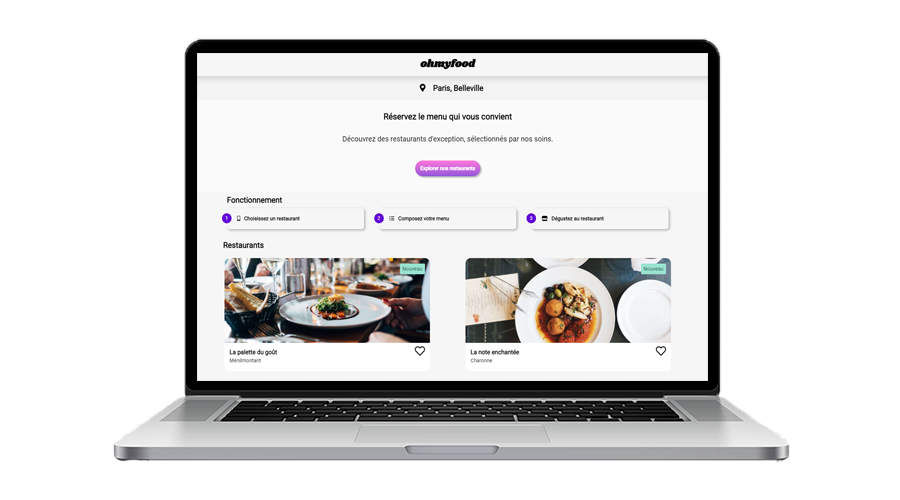 ohmyfood
Paris, Belleville
Réservez le menu qui vous convient
Découvrez des restaurants d'exception, sélectionnés par nos soins.
Explorer nos restaurants
Fonctionnement
1 Choisissez un restaurant
2 Composez votre menu
3 Dégustez au restaurant
Restaurants
Nouveau
Nouveau
La palette du goût
Ménilmontant
La note enchantée
Charonne